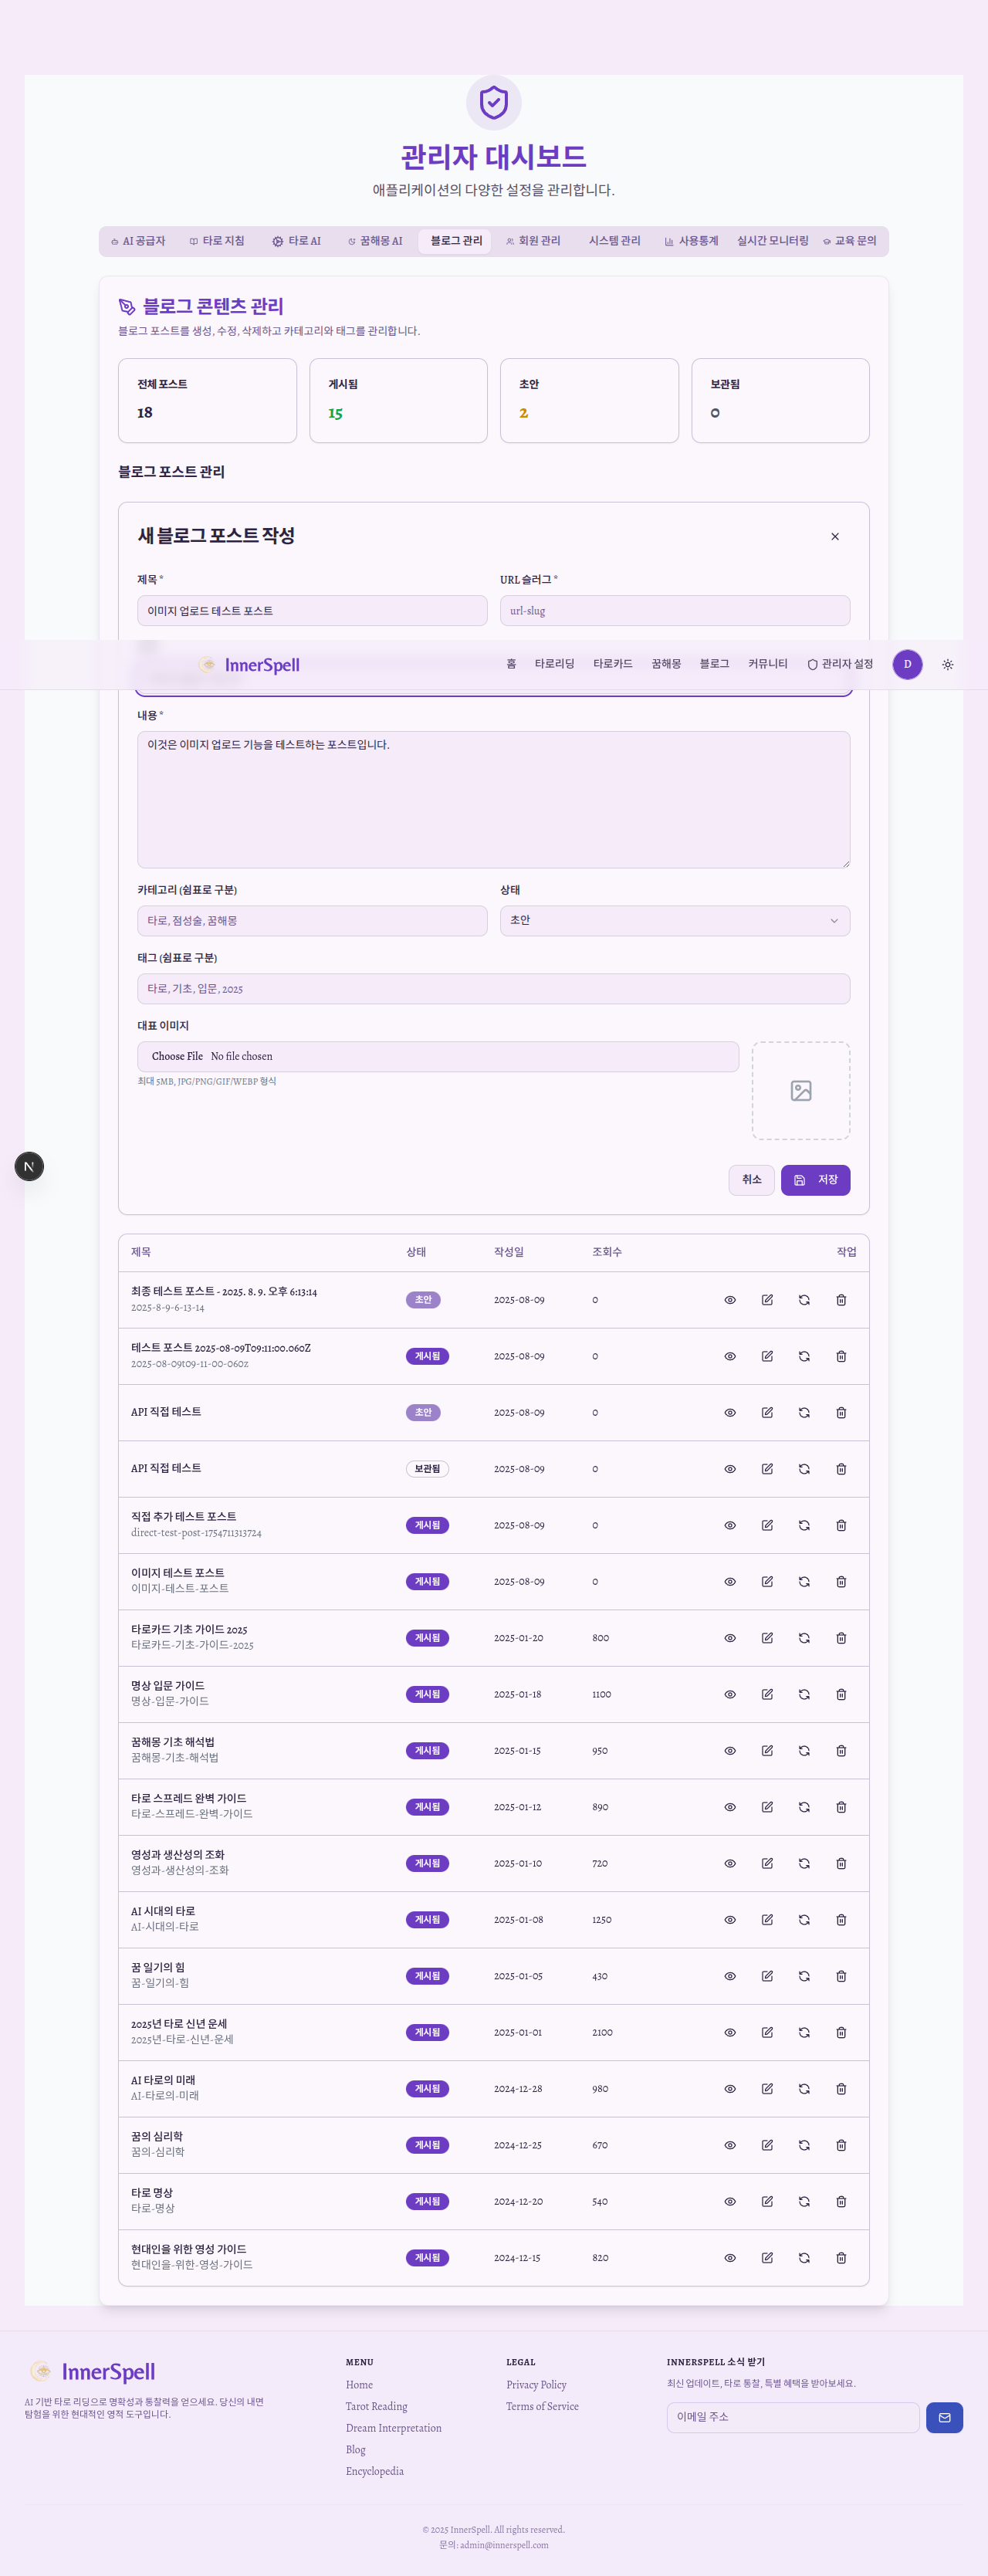 관리자 대시보드
애플리케이션의 다양한 설정을 관리합니다.
AI 공급자 타로 지침 타로 AI 꿈해몽 AI 블로그 관리 회원 관리 시스템 관리 사용통계 실시간 모니터링 교육 문의
블로그 콘텐츠 관리
블로그 포스트를 생성, 수정, 삭제하고 카테고리와 태그를 관리합니다.
전체 포스트 게시됨 초안 보관됨
18 15 2 0
블로그 포스트 관리
새 블로그 포스트 작성
제목 * URL 슬러그 *
이미지 업로드 테스트 포스트 url-slug
InnerSpell 홈 타로리딩 타로카드 꿈해몽 블로그 커뮤니티 관리자 설정 D
내용 *
이것은 이미지 업로드 기능을 테스트하는 포스트입니다.
카테고리 (쉼표로 구분) 상태
타로, 점성술, 꿈해몽 초안
태그 (쉼표로 구분)
타로, 기초, 입문, 2025
대표 이미지
Choose File No file chosen
최대 5MB, JPG/PNG/GIF/WEBP 형식
N
취소 저장
제목 상태 작성일 조회수 작업
최종 테스트 포스트 - 2025. 8. 9. 오후 6:13:14
2025-8-9-6-13-14 초안 2025-08-09 0
테스트 포스트 2025-08-09T09:11:00.060Z
2025-08-09t09-11-00-060z 게시됨 2025-08-09 0
API 직접 테스트 초안 2025-08-09 0
API 직접 테스트 보관됨 2025-08-09 0
직접 추가 테스트 포스트
direct-test-post-1754711313724 게시됨 2025-08-09 0
이미지 테스트 포스트
이미지-테스트-포스트 게시됨 2025-08-09 0
타로카드 기초 가이드 2025
타로카드-기초-가이드-2025 게시됨 2025-01-20 800
명상 입문 가이드
명상-입문-가이드 게시됨 2025-01-18 1100
꿈해몽 기초 해석법
꿈해몽-기초-해석법 게시됨 2025-01-15 950
타로 스프레드 완벽 가이드
타로-스프레드-완벽-가이드 게시됨 2025-01-12 890
영성과 생산성의 조화
영성과-생산성의-조화 게시됨 2025-01-10 720
AI 시대의 타로
AI-시대의-타로 게시됨 2025-01-08 1250
꿈 일기의 힘
꿈-일기의-힘 게시됨 2025-01-05 430
2025년 타로 신년 운세
2025년-타로-신년-운세 게시됨 2025-01-01 2100
AI 타로의 미래
AI-타로의-미래 게시됨 2024-12-28 980
꿈의 심리학
꿈의-심리학 게시됨 2024-12-25 670
타로 명상
타로-명상 게시됨 2024-12-20 540
현대인을 위한 영성 가이드
현대인을-위한-영성-가이드 게시됨 2024-12-15 820
InnerSpell
AI 기반 타로 리딩으로 명확성과 통찰력을 얻으세요. 당신의 내면
탐험을 위한 현대적인 영적 도구입니다.
MENU
Home
Tarot Reading
Dream Interpretation
Blog
Encyclopedia
LEGAL
Privacy Policy
Terms of Service
INNERSPELL 소식 받기
최신 업데이트, 타로 통찰, 특별 혜택을 받아보세요.
이메일 주소
© 2025 InnerSpell. All rights reserved.
문의: admin@innerspell.com